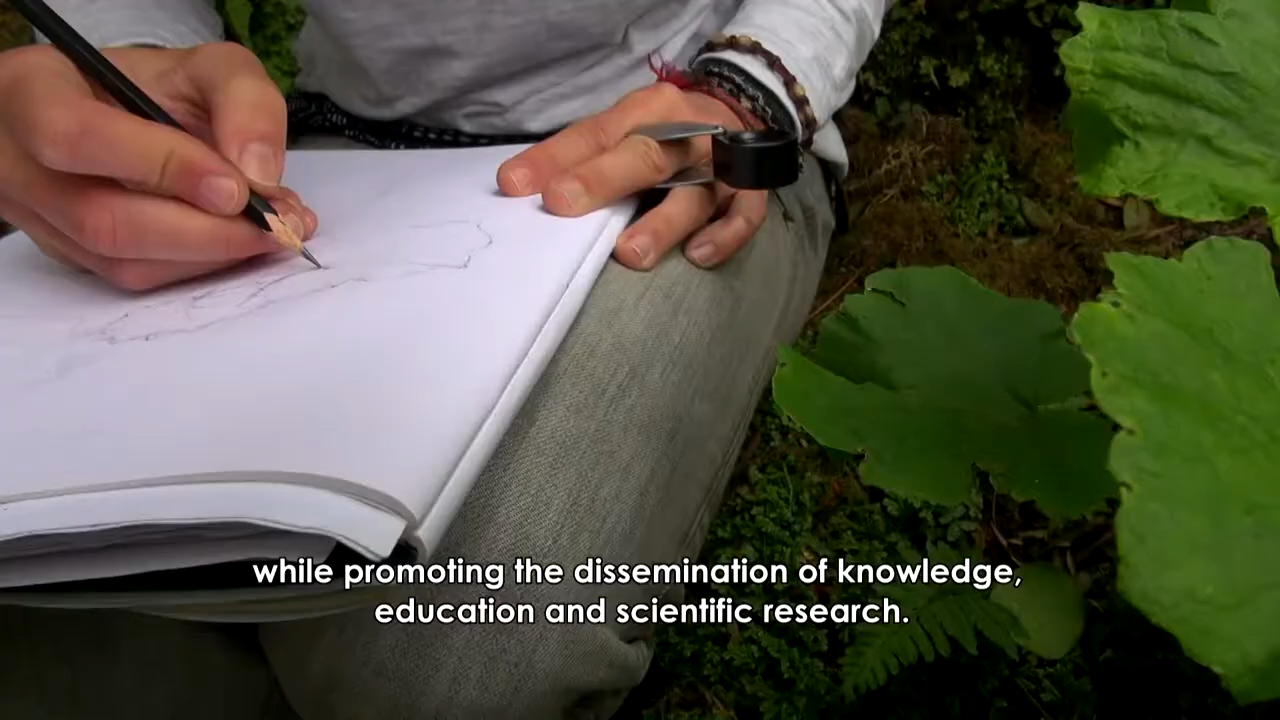 while promoting the dissemination of knowledge,
education and scientific research.